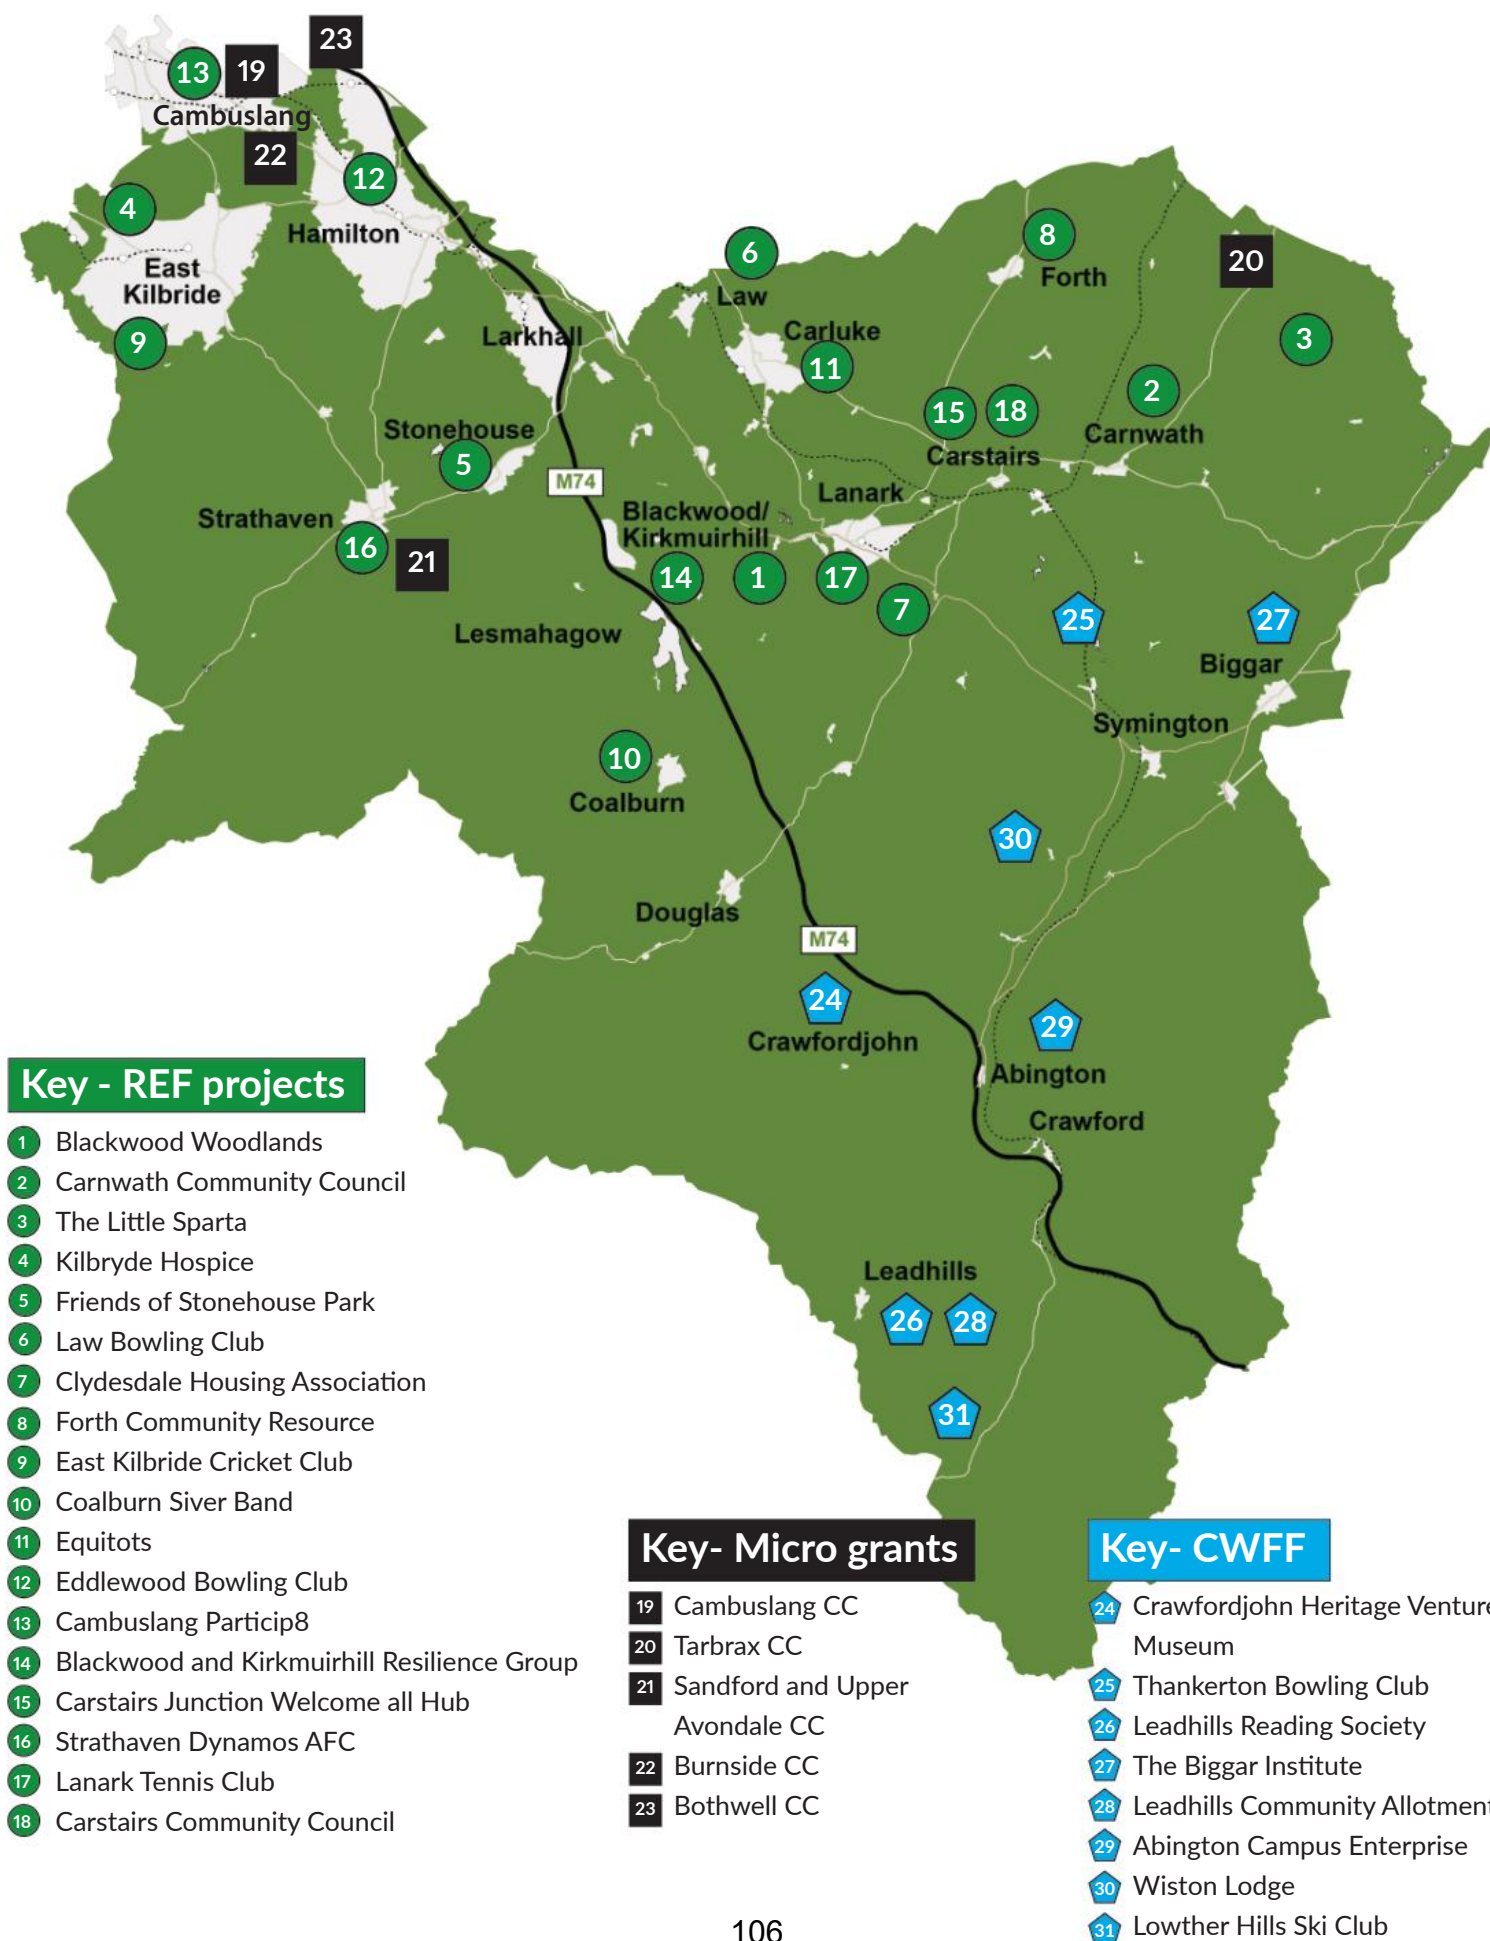 23
13
19
Cambuslang
22
12
4
Hamilton
East
Kilbride
9
Larkhall
6
Law
8
Forth
20
3
Carluke
11
2
15
18
Carnwath
Carstairs
Stonehouse
5
M74
Lanark
Blackwood/
Kirkmuirhill
Strathaven
16
21
14
1
17
7
25
27
Lesmahagow
Biggar
Symington
10
Coalburn
30
Douglas
M74
24
Crawfordjohn
29
Abington
Crawford
Leadhills
26
28
31
Key - REF projects
1 Blackwood Woodlands
2 Carnwath Community Council
3 The Little Sparta
4 Kilbryde Hospice
5 Friends of Stonehouse Park
6 Law Bowling Club
7 Clydesdale Housing Association
8 Forth Community Resource
9 East Kilbride Cricket Club
10 Coalburn Siver Band
11 Equitots
12 Eddlewood Bowling Club
13 Cambuslang Particip8
14 Blackwood and Kirkmuirhill Resilience Group
15 Carstairs Junction Welcome all Hub
16 Strathaven Dynamos AFC
17 Lanark Tennis Club
18 Carstairs Community Council
Key- Micro grants
19 Cambuslang CC
20 Tarbrax CC
21 Sandford and Upper
Avondale CC
22 Burnside CC
23 Bothwell CC
Key- CWFF
24 Crawfordjohn Heritage Venture
Museum
25 Thankerton Bowling Club
26 Leadhills Reading Society
27 The Biggar Institute
28 Leadhills Community Allotment
29 Abington Campus Enterprise
30 Wiston Lodge
31 Lowther Hills Ski Club
106